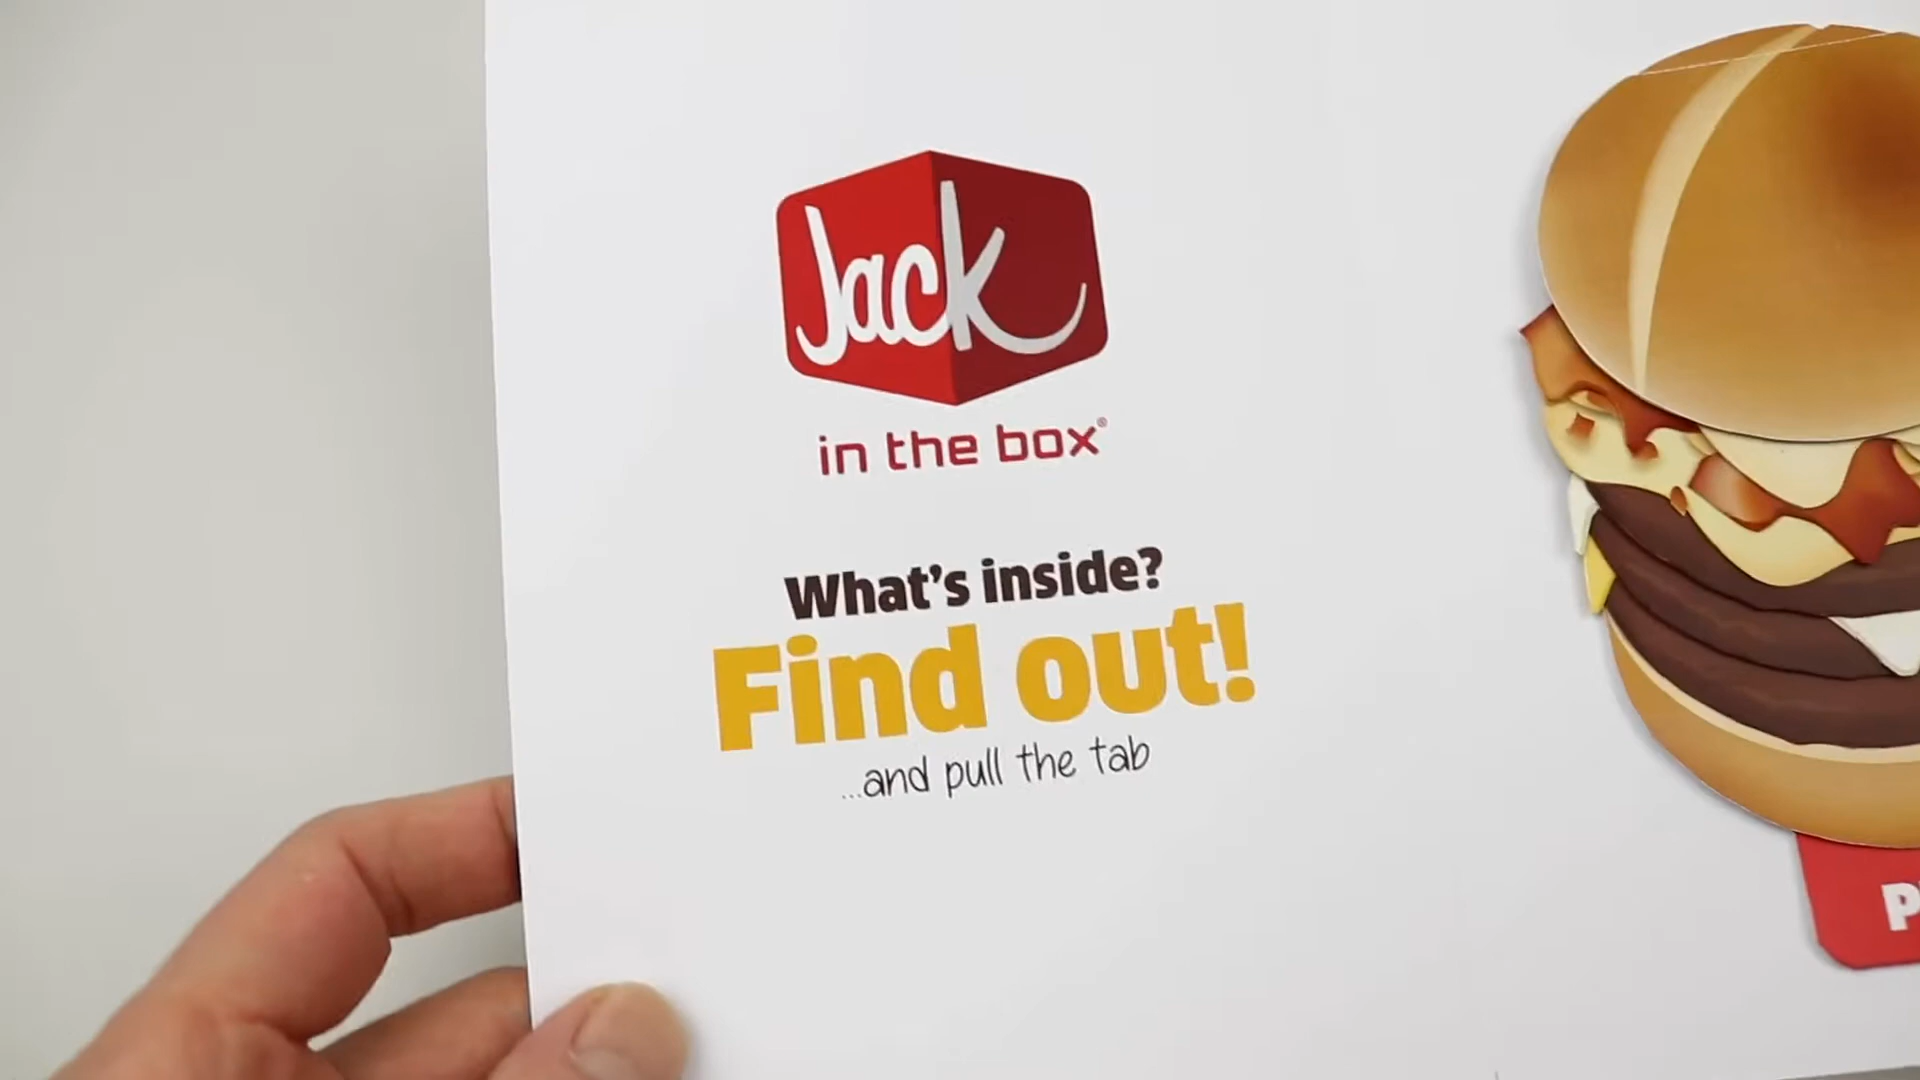 Jack
in the box®
What's inside?
Find out!
...and pull the tab